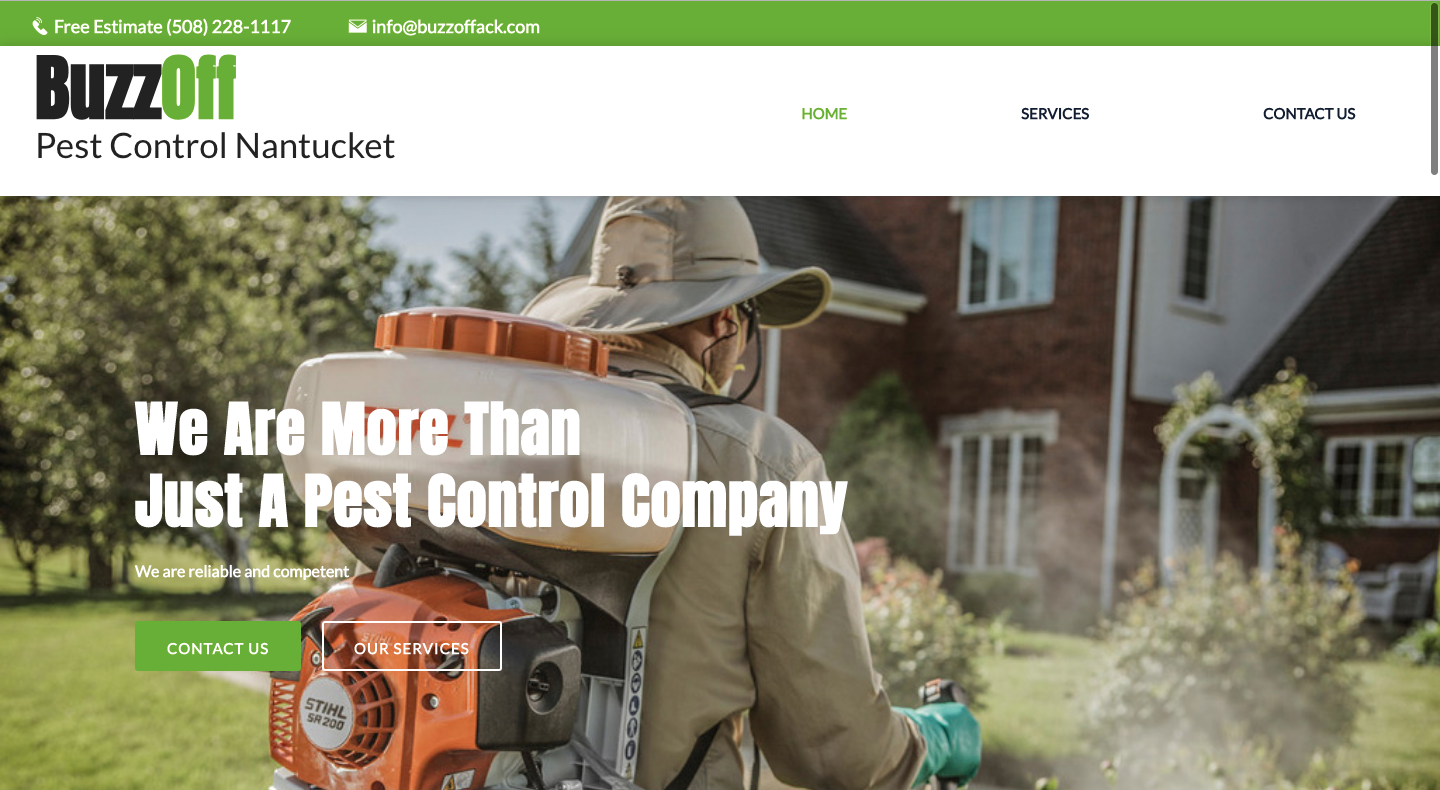 Free Estimate (508) 228-1117
info@buzzoffack.com
BuzzOff
Pest Control Nantucket
HOME
SERVICES
CONTACT US
We Are More Than
Just A Pest Control Company
We are reliable and competent
CONTACT US
OUR SERVICES
STIHL
STIHL
SR 200